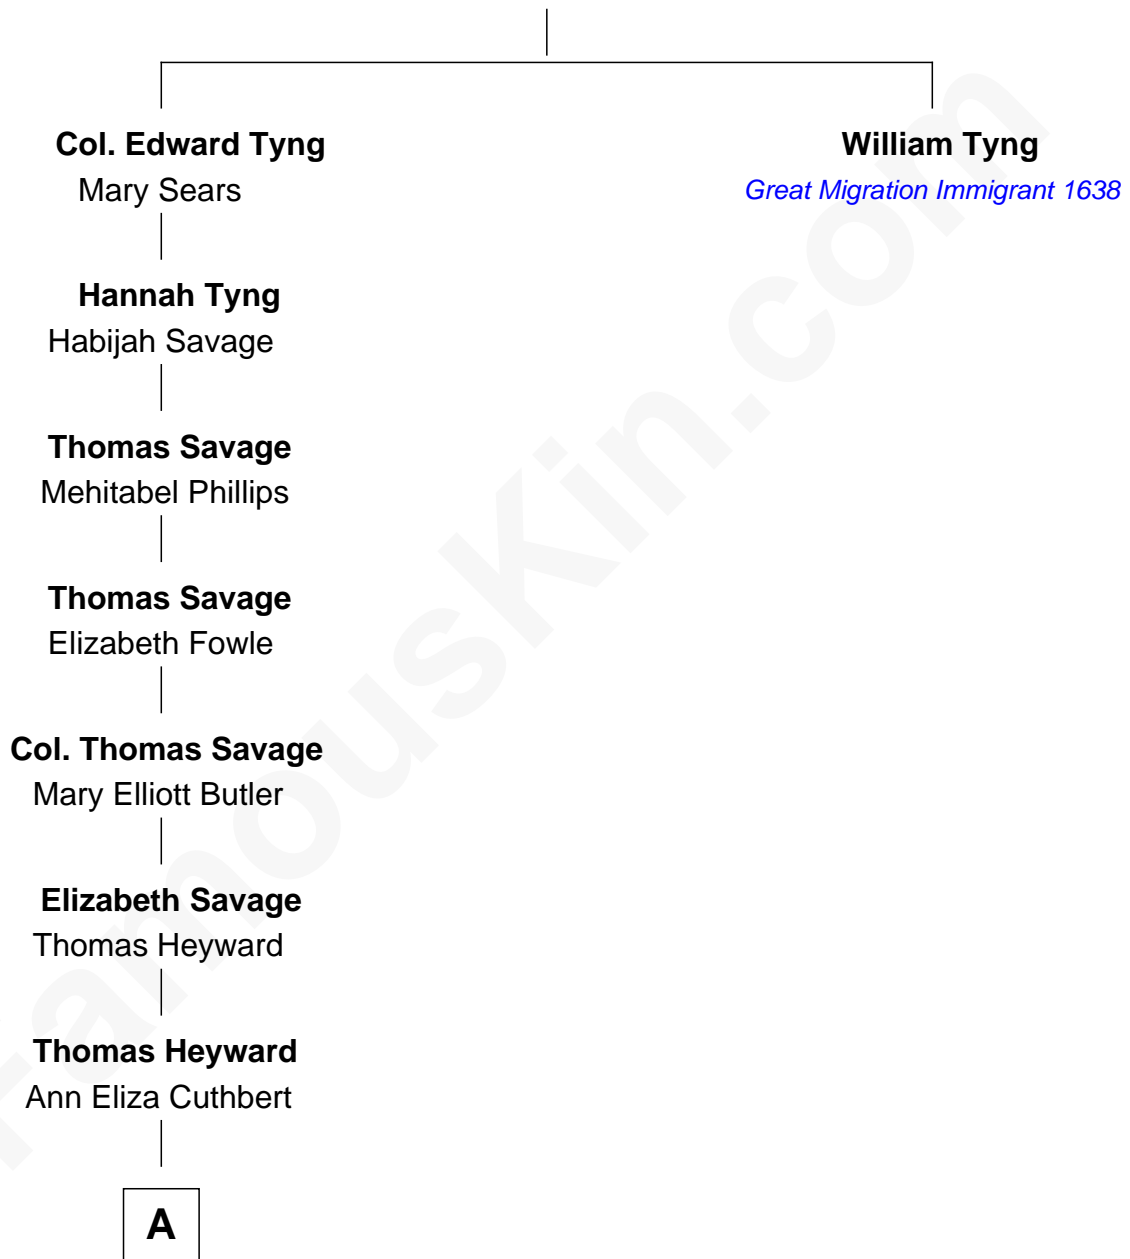 Col. Edward Tyng
Mary Sears
William Tyng
Great Migration Immigrant 1638
Hannah Tyng
Habijah Savage
Thomas Savage
Mehitabel Phillips
Thomas Savage
Elizabeth Fowle
Col. Thomas Savage
Mary Elliott Butler
Elizabeth Savage
Thomas Heyward
Thomas Heyward
Ann Eliza Cuthbert
A
FamousKin.com